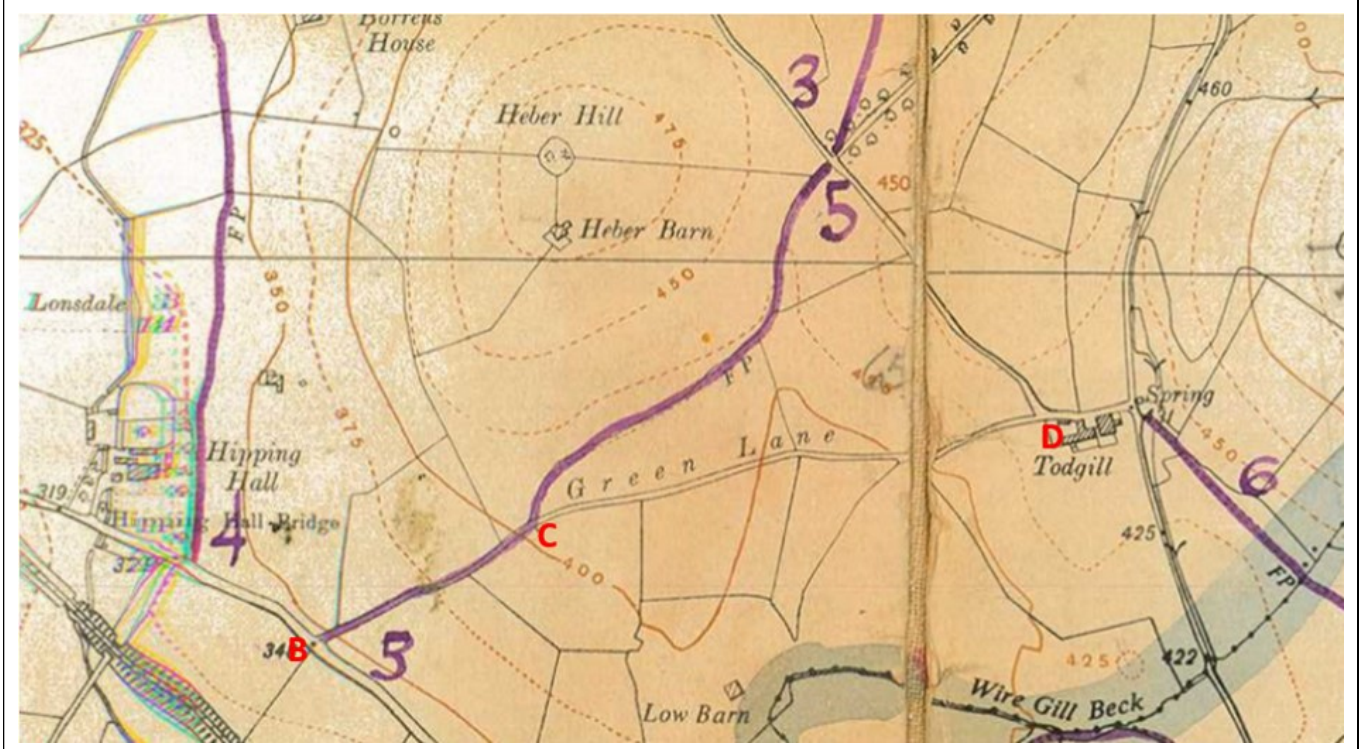 Borrens
House
3
460
325
Heber Hill
475
5
450
FP
Heber Barn
350
450
Lonsdale
375
FP
Spring
450
D
Todgill
Green Lane
Hipping
Hall
6
319
Hipping Hall Bridge
4
C
425
400
FP
B
5
425
422
Wire Gill Beck
Low Barn